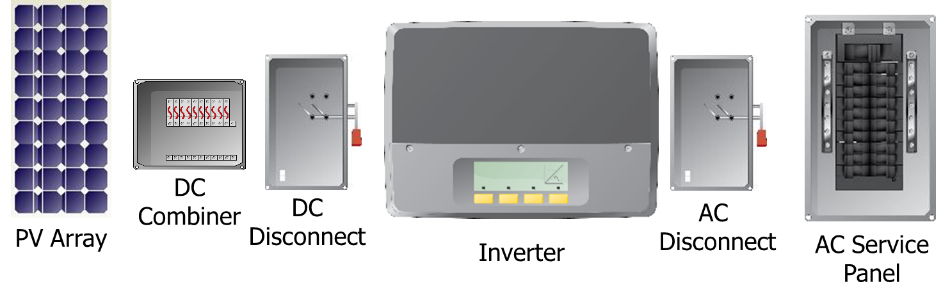 PV Array
DC
Combiner
DC
Disconnect
Inverter
AC
Disconnect
AC Service
Panel